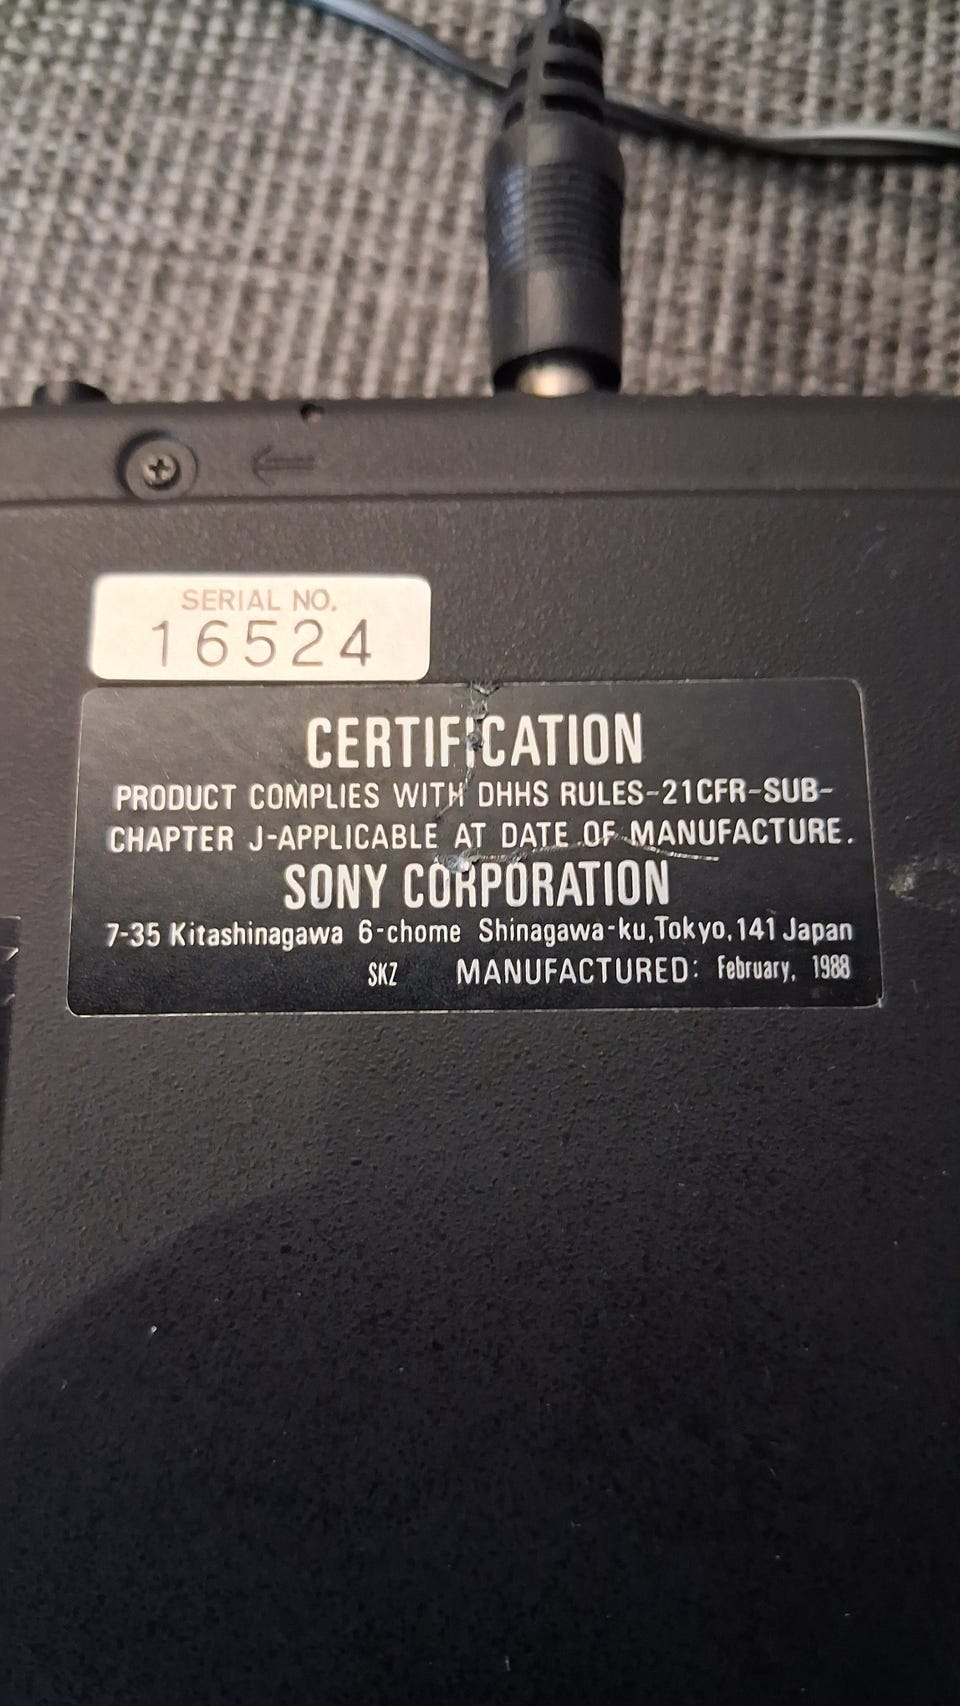 SERIAL NO.
16524
CERTIFICATION
PRODUCT COMPLIES WITH DHHS RULES-21CFR-SUB-
CHAPTER J-APPLICABLE AT DATE OF MANUFACTURE.
SONY CORPORATION
7-35 Kitashinagawa 6-chome Shinagawa-ku,Tokyo,141 Japan
SKZ MANUFACTURED: February, 1988